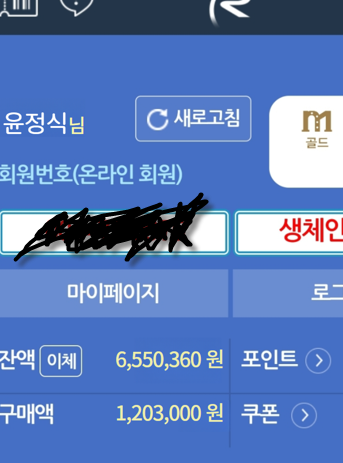 윤정식님
새로고침
골드
회원번호(온라인 회원)
생체인
마이페이지
로그
잔액 이체 6,550,360 원 포인트
구매액 1,203,000 원 쿠폰